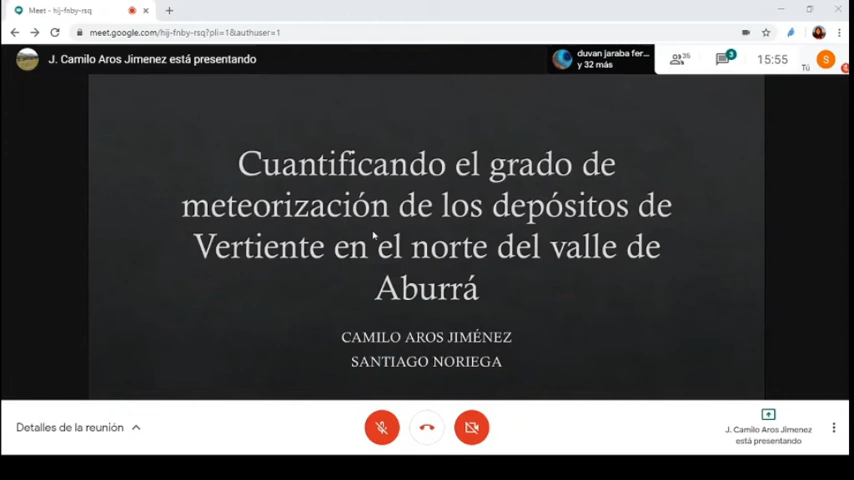 Meet - hij-fnby-rsq
meet.google.com/hij-fnby-rsq?pli=1&authuser=1
J. Camilo Aros Jimenez está presentando
duvan jaraba fer...
y 32 más
35
3
15:55
Tú
S
Cuantificando el grado de
meteorización de los depósitos de
Vertiente en el norte del valle de
Aburrá
CAMILO AROS JIMÉNEZ
SANTIAGO NORIEGA
Detalles de la reunión
J. Camilo Aros Jimenez
está presentando